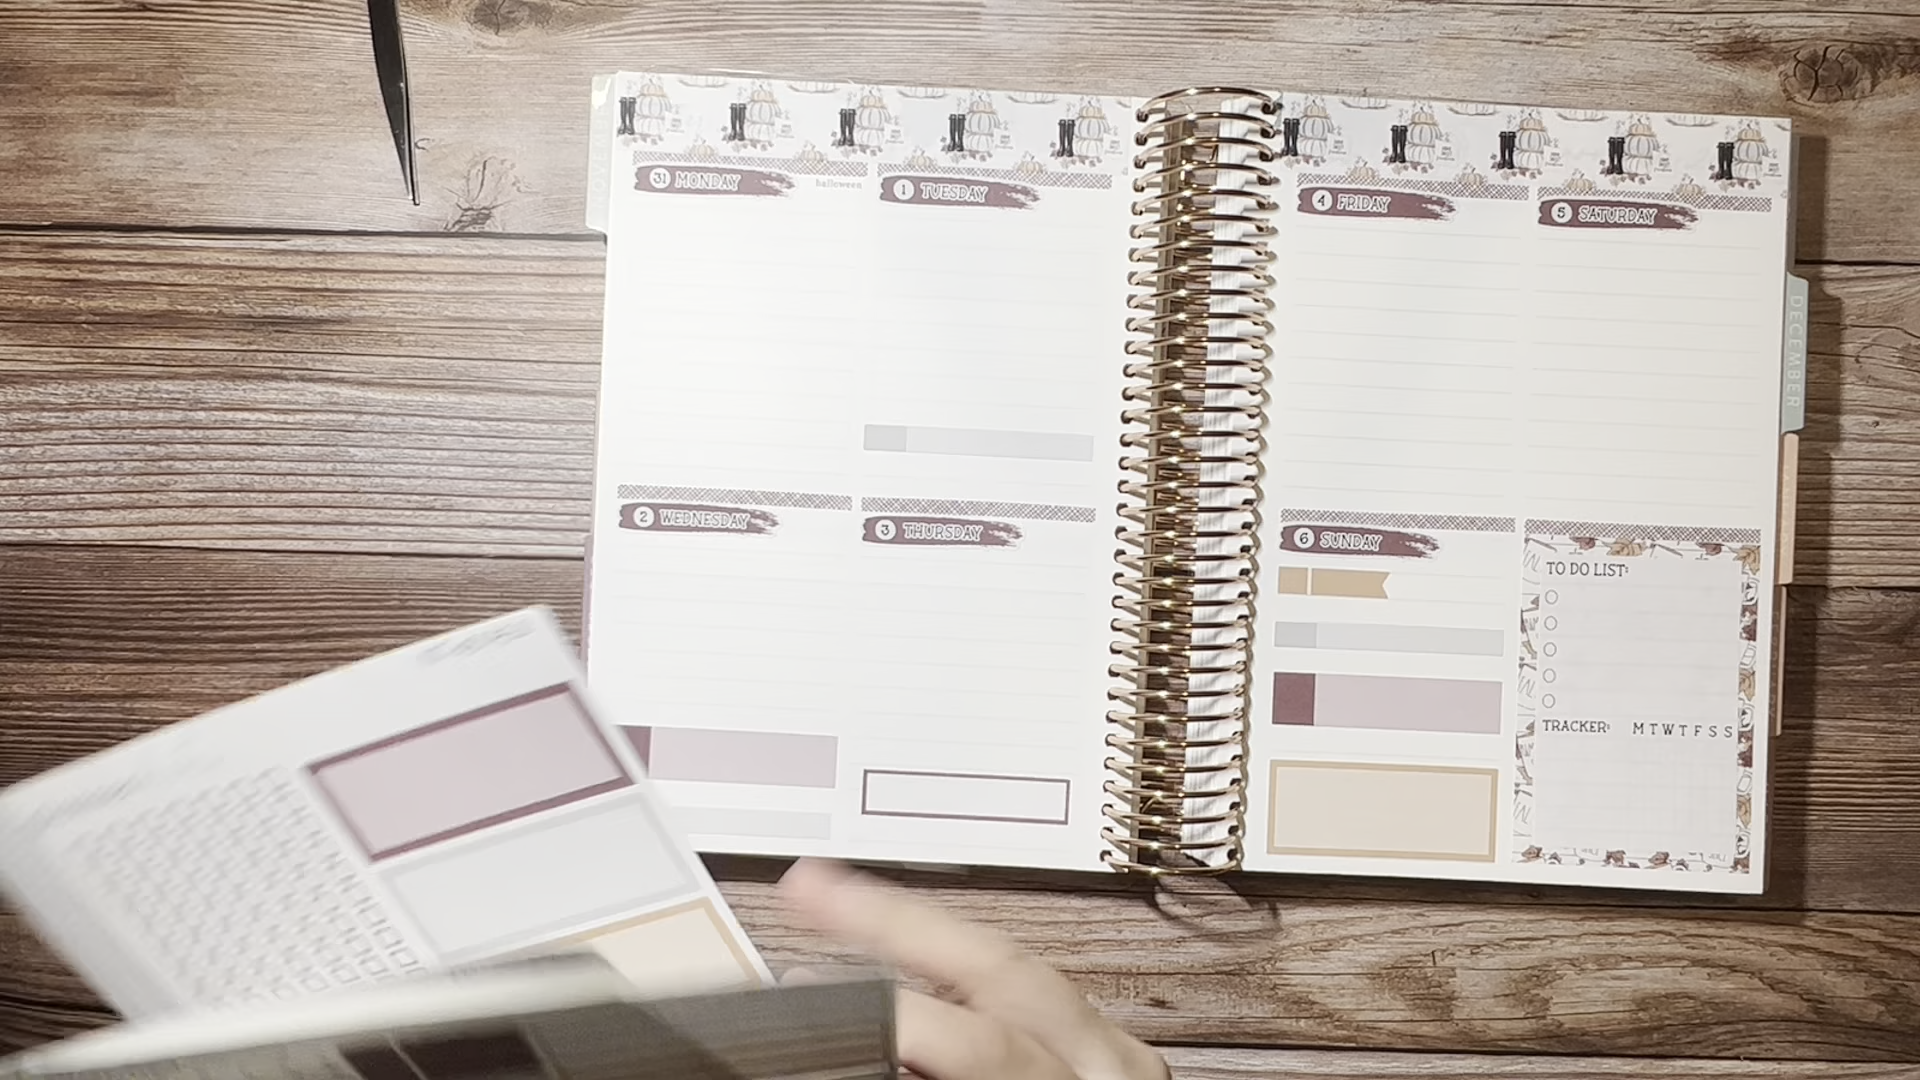 31 MONDAY
halloween
1 TUESDAY
4 FRIDAY
5 SATURDAY
2 WEDNESDAY
3 THURSDAY
6 SUNDAY
TO DO LIST:
TRACKER: M T W T F S S
DECEMBER